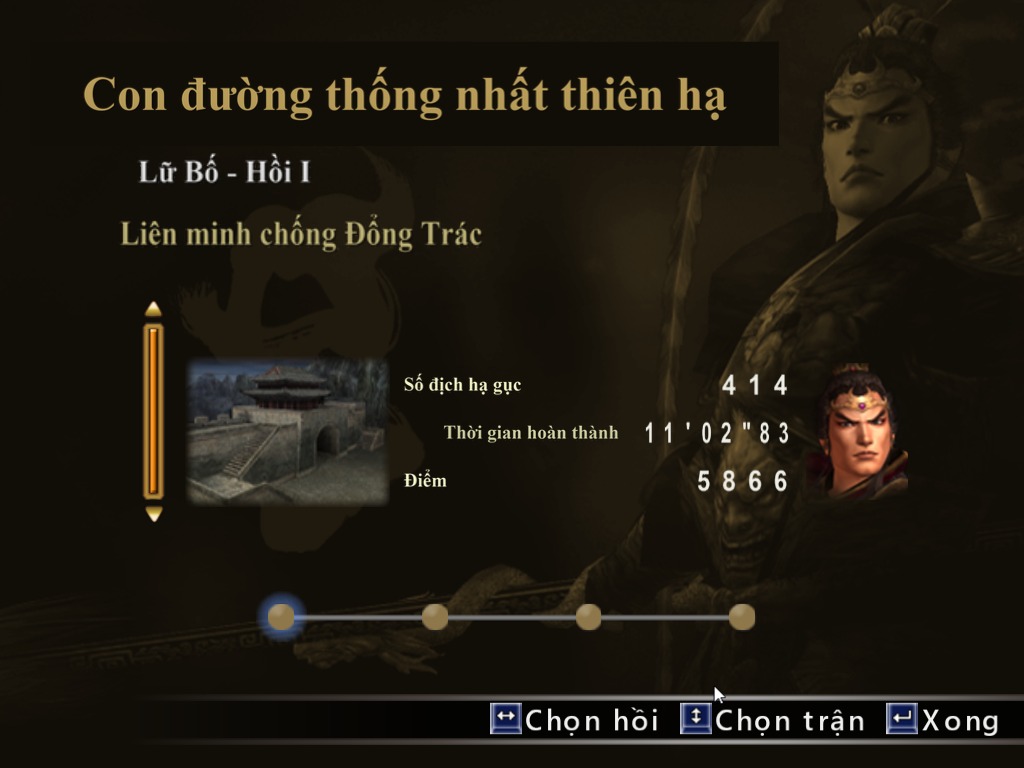 Con đường thống nhất thiên hạ
Lữ Bố - Hồi I
Liên minh chống Đổng Trác
Số địch hạ gục 414
Thời gian hoàn thành 11'02"83
Điểm 5866
Chọn hồi Chọn trận Xong